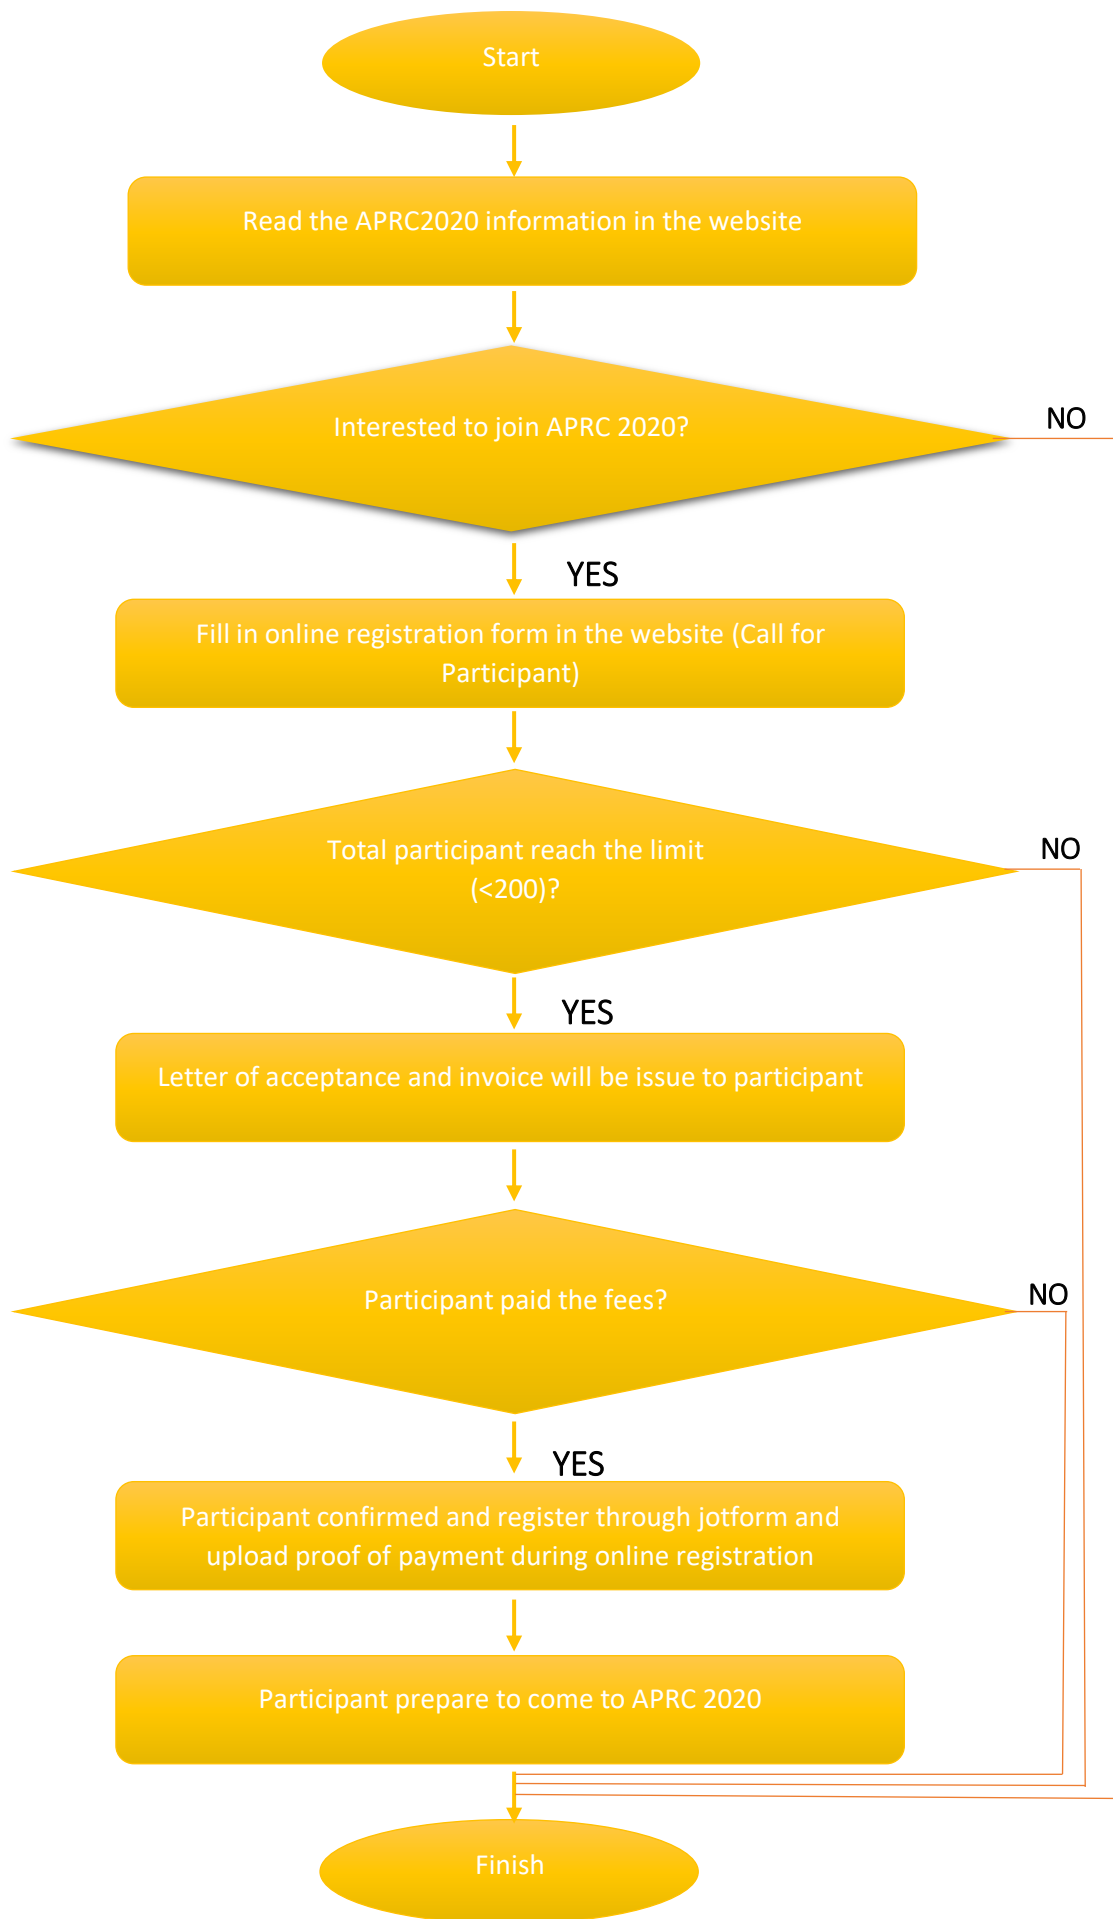 Start
Read the APRC2020 information in the website
Interested to join APRC 2020?
NO
YES
Fill in online registration form in the website (Call for
Participant)
Total participant reach the limit
(<200)?
NO
YES
Letter of acceptance and invoice will be issue to participant
Participant paid the fees?
NO
YES
Participant confirmed and register through jotform and
upload proof of payment during online registration
Participant prepare to come to APRC 2020
Finish